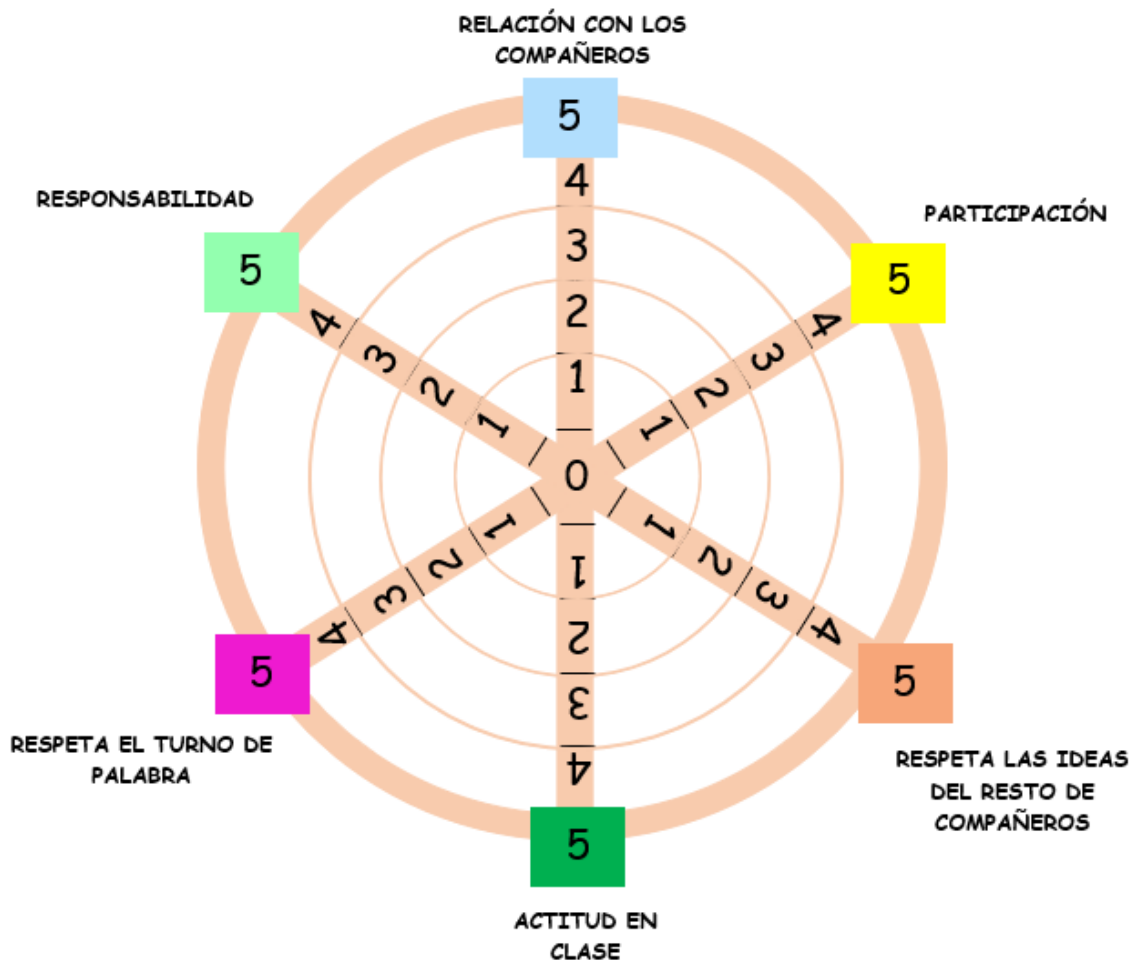 RELACIÓN CON LOS
COMPAÑEROS
5
4
3
2
1
0
RESPONSABILIDAD
5
4
3
2
1
PARTICIPACIÓN
5
4
3
2
1
RESPETA EL TURNO DE
PALABRA
5
4
3
2
1
RESPETA LAS IDEAS
DEL RESTO DE
COMPAÑEROS
5
4
3
2
1
1
2
3
4
5
ACTITUD EN
CLASE